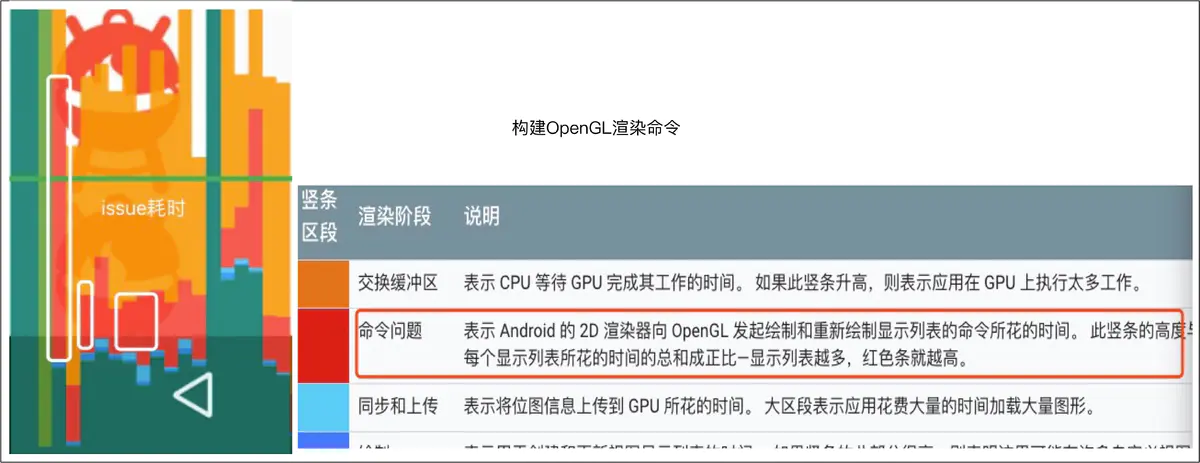 构建OpenGL渲染命令
issue耗时
竖条
区段
渲染阶段
说明
交换缓冲区
表示 CPU 等待 GPU 完成其工作的时间。 如果此竖条升高，则表示应用在 GPU 上执行太多工作。
命令问题
表示 Android 的 2D 渲染器向 OpenGL 发起绘制和重新绘制显示列表的命令所花的时间。 此竖条的高度与
每个显示列表所花的时间的总和成正比—显示列表越多，红色条就越高。
同步和上传
表示将位图信息上传到 GPU 所花的时间。 大区段表示应用花费大量的时间加载大量图形。